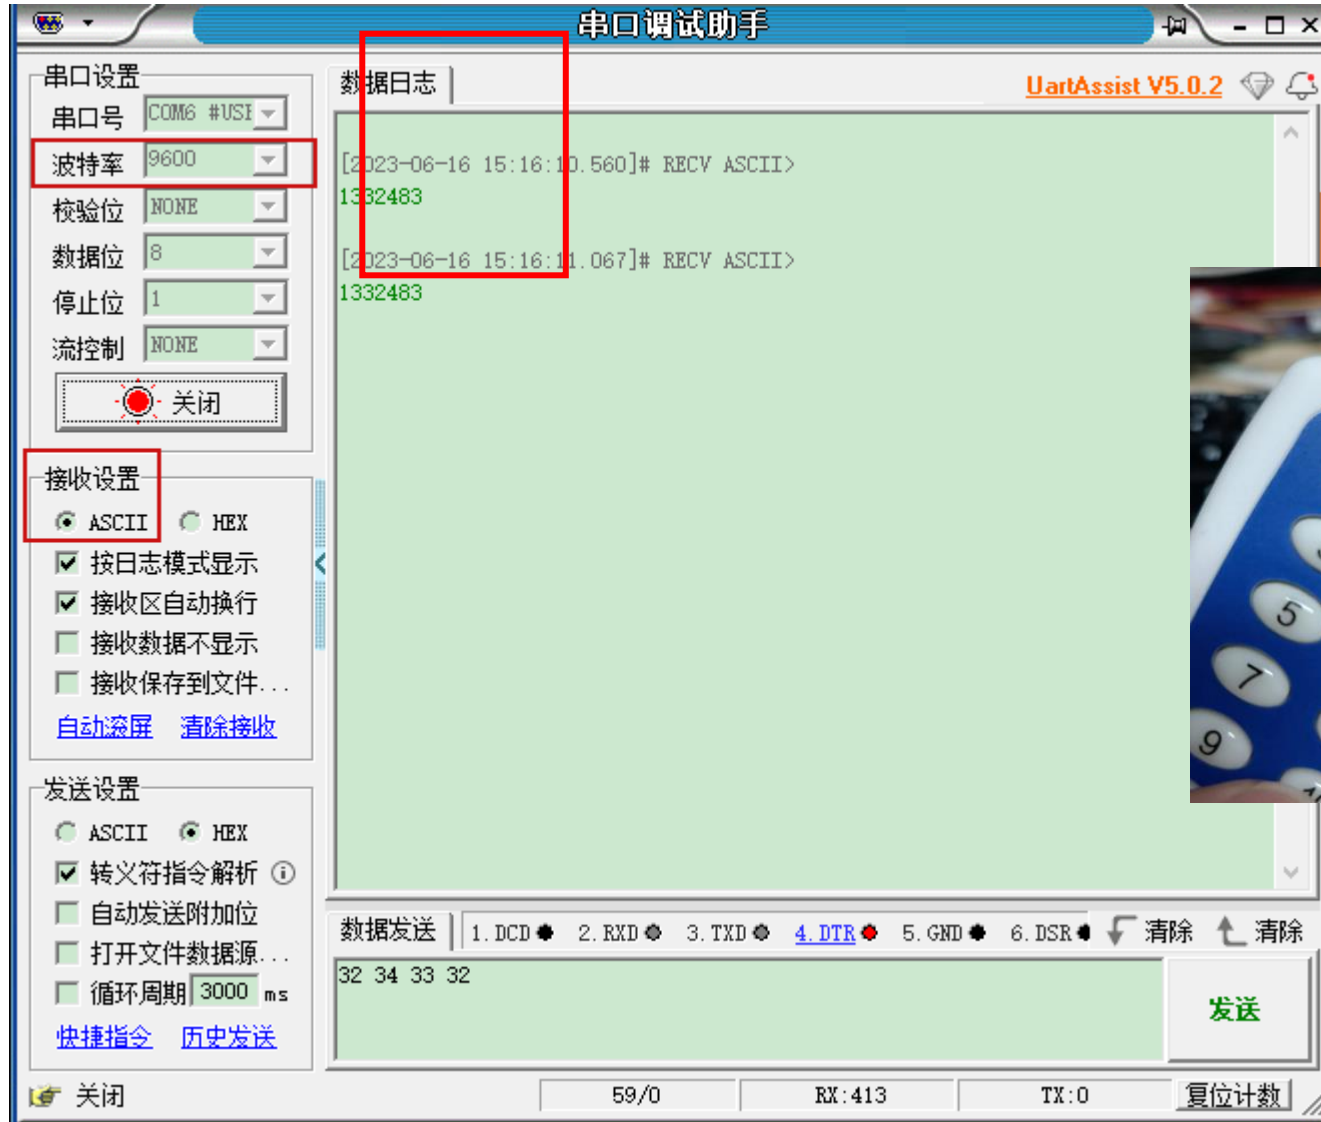 串口调试助手
串口设置
串口号 COM6 #USE
波特率 9600
校验位 NONE
数据位 8
停止位 1
流控制 NONE
关闭
接收设置
ASCII HEX
按日志模式显示
接收区自动换行
接收数据不显示
接收保存到文件...
自动滚屏 清除接收
发送设置
ASCII HEX
转义符指令解析
自动发送附加位
打开文件数据源...
循环周期 3000 ms
快捷指令 历史发送
数据日志 UartAssist V5.0.2
[2023-06-16 15:16:10.560]# RECV ASCII>
1332483
[2023-06-16 15:16:11.067]# RECV ASCII>
1332483
5
7
9
数据发送 1.DCD 2.RXD 3.TXD 4.DTR 5.GND 6.DSR 清除 清除
32 34 33 32
发送
关闭 59/0 RX:413 TX:0 复位计数